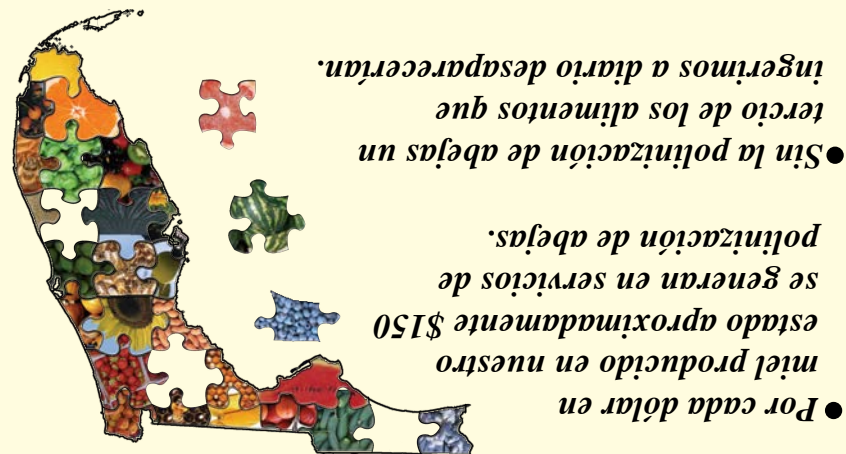 ●Por cada dólar en
miel producido en nuestro
estado aproximadamente $150
se generan en servicios de
polinización de abejas.
●Sin la polinización de abejas un
tercio de los alimentos que
ingerimos a diario desaparecerían.